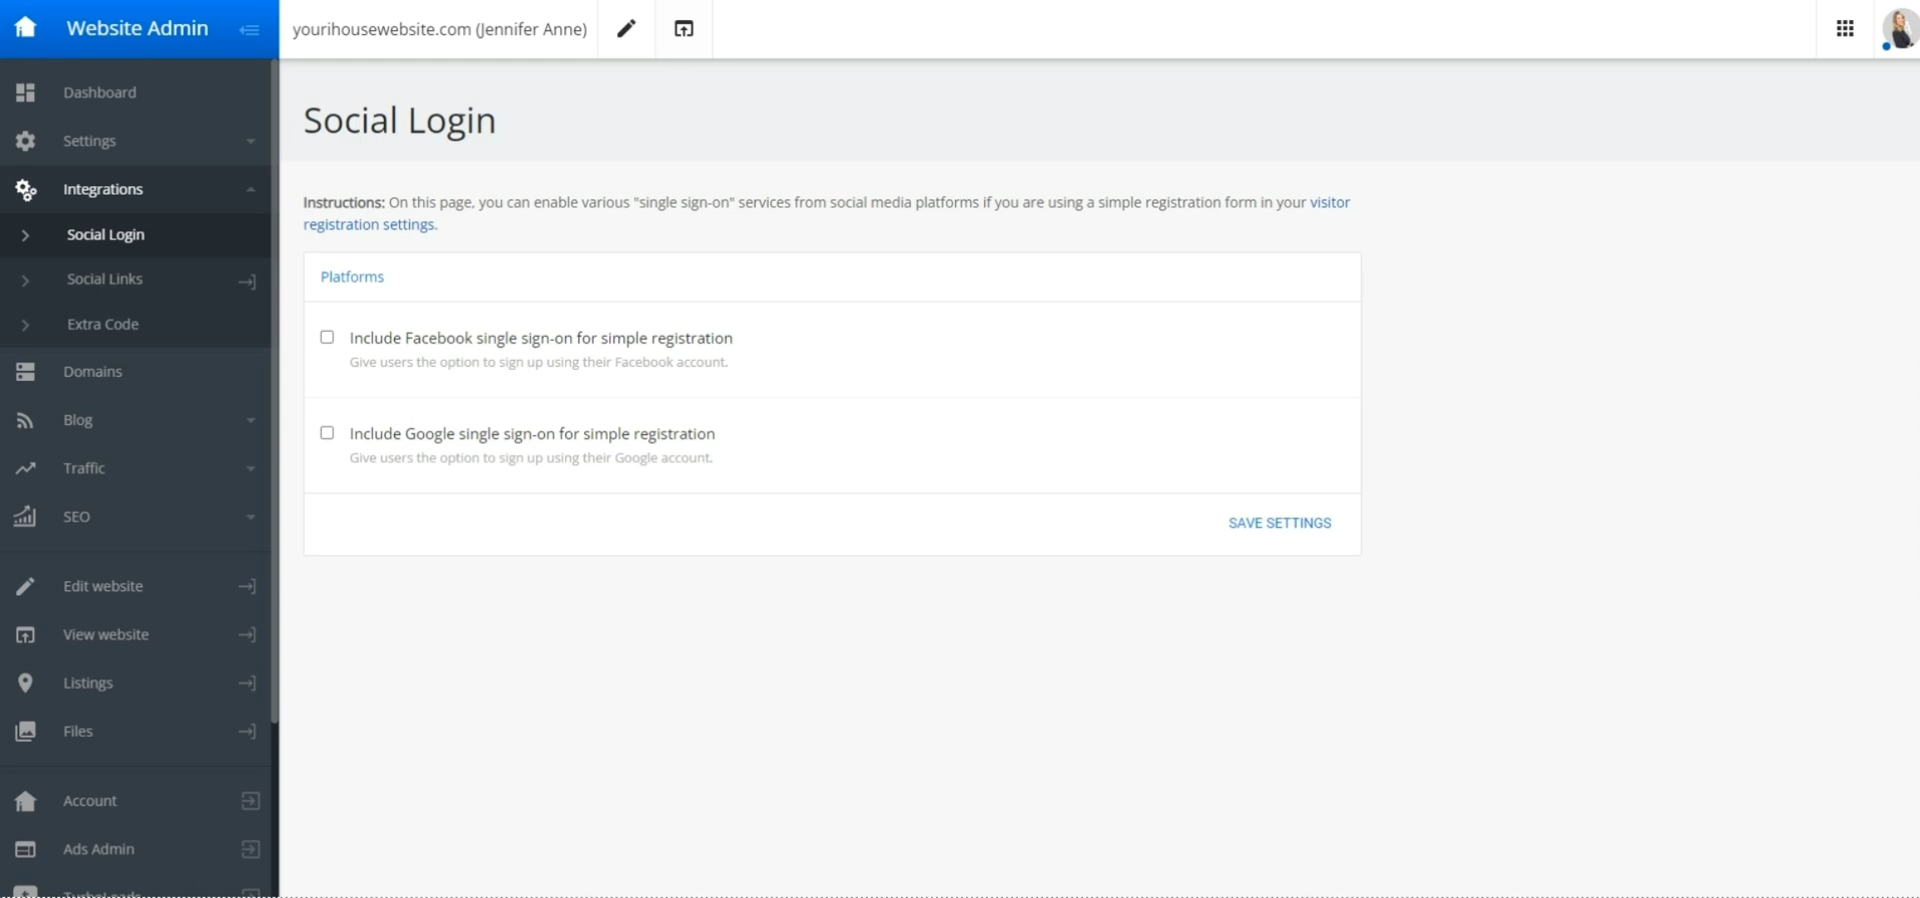 Website Admin
yourihousewebsite.com (Jennifer Anne)
Dashboard
Settings
Integrations
Social Login
Social Links
Extra Code
Domains
Blog
Traffic
SEO
Edit website
View website
Listings
Files
Account
Ads Admin
Social Login
Instructions: On this page, you can enable various "single sign-on" services from social media platforms if you are using a simple registration form in your visitor
registration settings.
Platforms
Include Facebook single sign-on for simple registration
Give users the option to sign up using their Facebook account.
Include Google single sign-on for simple registration
Give users the option to sign up using their Google account.
SAVE SETTINGS